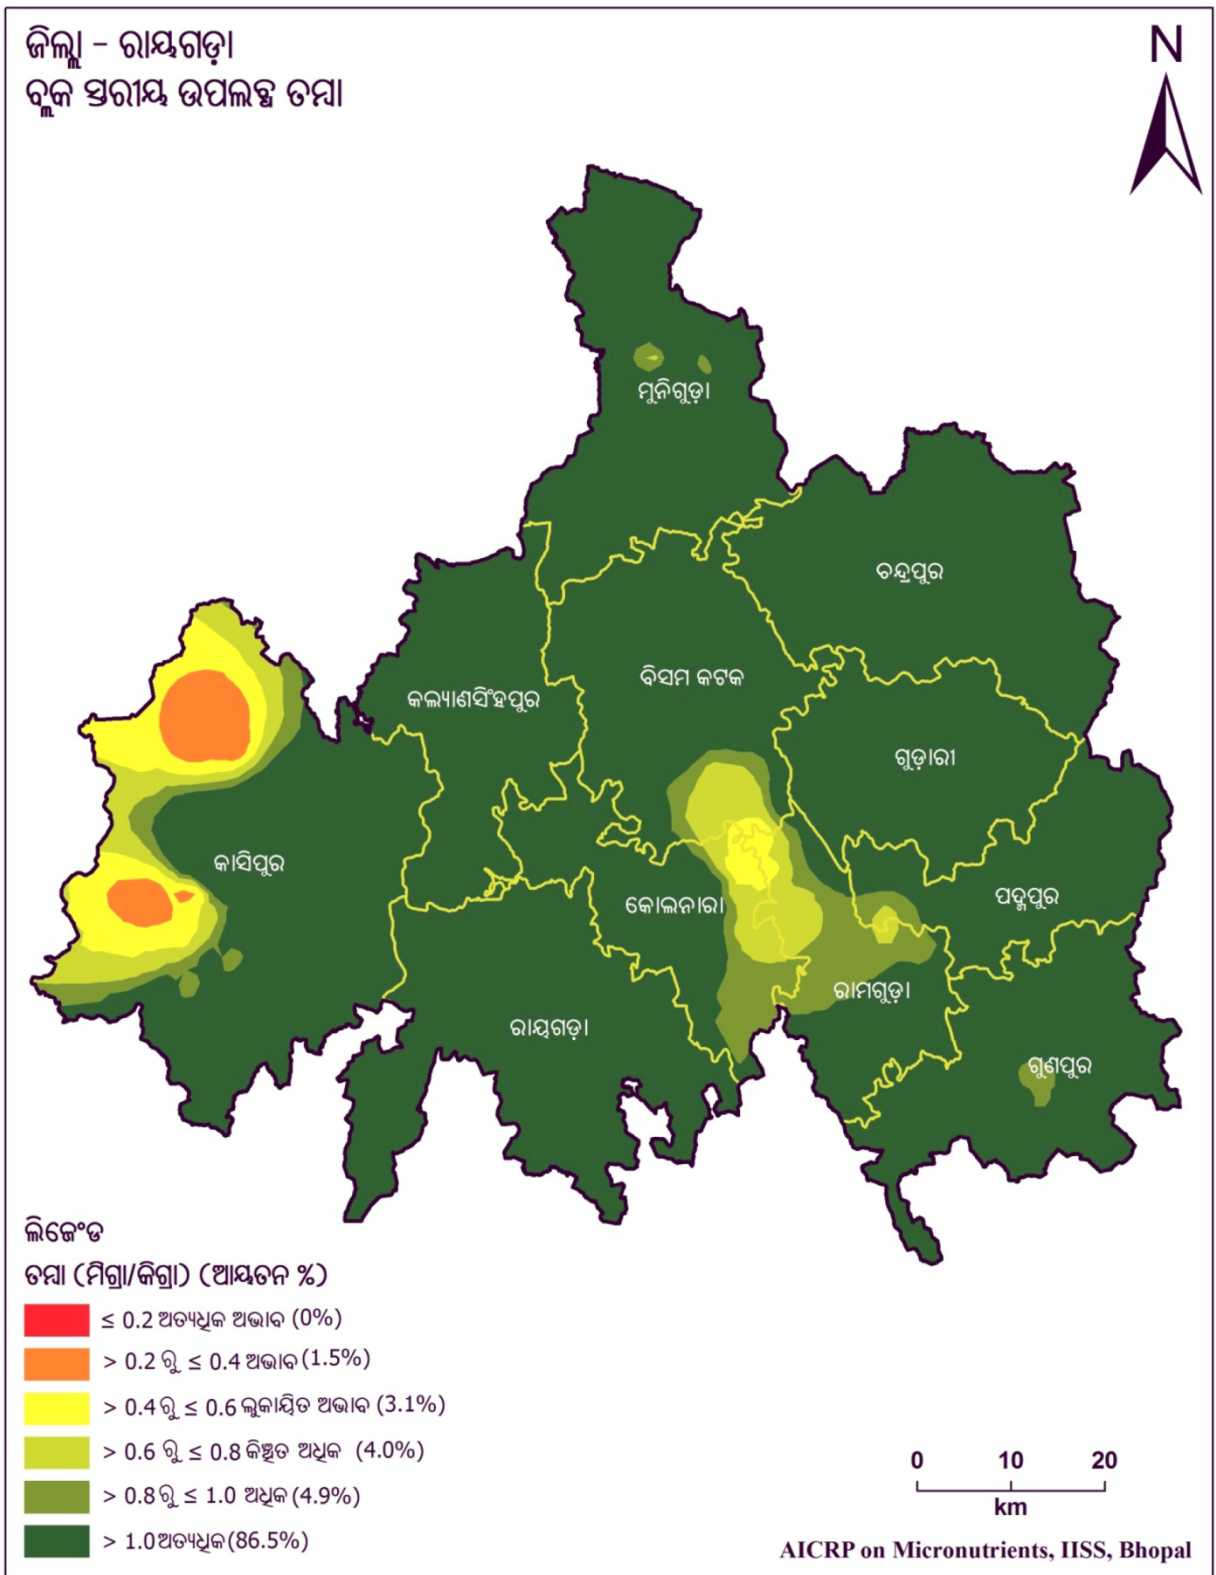 ଜିଲ୍ଲା - ରାୟଗଡ଼ା
ବ୍ଲକ ସ୍ତରୀୟ ଉପଲବ୍ଧ ତମ୍ବା
N
ମୁନିଗୁଡ଼ା
ଚନ୍ଦ୍ରପୁର
ବିସମ କଟକ
କଲ୍ୟାଣସିଂହପୁର
ଗୁଡ଼ାରୀ
କାସିପୁର
ପଦ୍ମପୁର
କୋଲନାରା
ରାମଗୁଡ଼ା
ରାୟଗଡ଼ା
ଗୁଣପୁର
ଲିଜେଂଡ
ତମ୍ବା (ମିଗ୍ରା/କିଗ୍ରା) (ଆୟତନ %)
≤ 0.2 ଅତ୍ୟଧିକ ଅଭାବ (0%)
> 0.2 ରୁ ≤ 0.4 ଅଭାବ (1.5%)
> 0.4 ରୁ ≤ 0.6 ଲୁକାୟିତ ଅଭାବ (3.1%)
> 0.6 ରୁ ≤ 0.8 କିଞ୍ଚିତ ଅଧିକ (4.0%)
> 0.8 ରୁ ≤ 1.0 ଅଧିକ (4.9%)
> 1.0 ଅତ୍ୟଧିକ (86.5%)
0 10 20
km
AICRP on Micronutrients, IISS, Bhopal